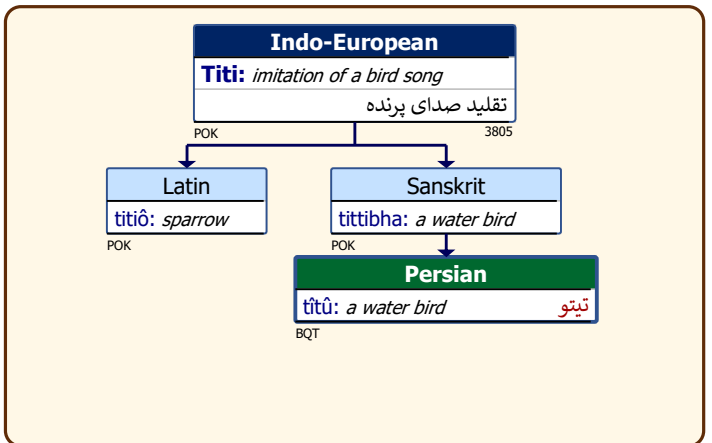 Indo-European
Titi: imitation of a bird song
تقلید صدای پرنده
POK 3805
Latin
titiô: sparrow
POK
Sanskrit
tittibha: a water bird
POK
Persian
tîtû: a water bird تیتو
BQT